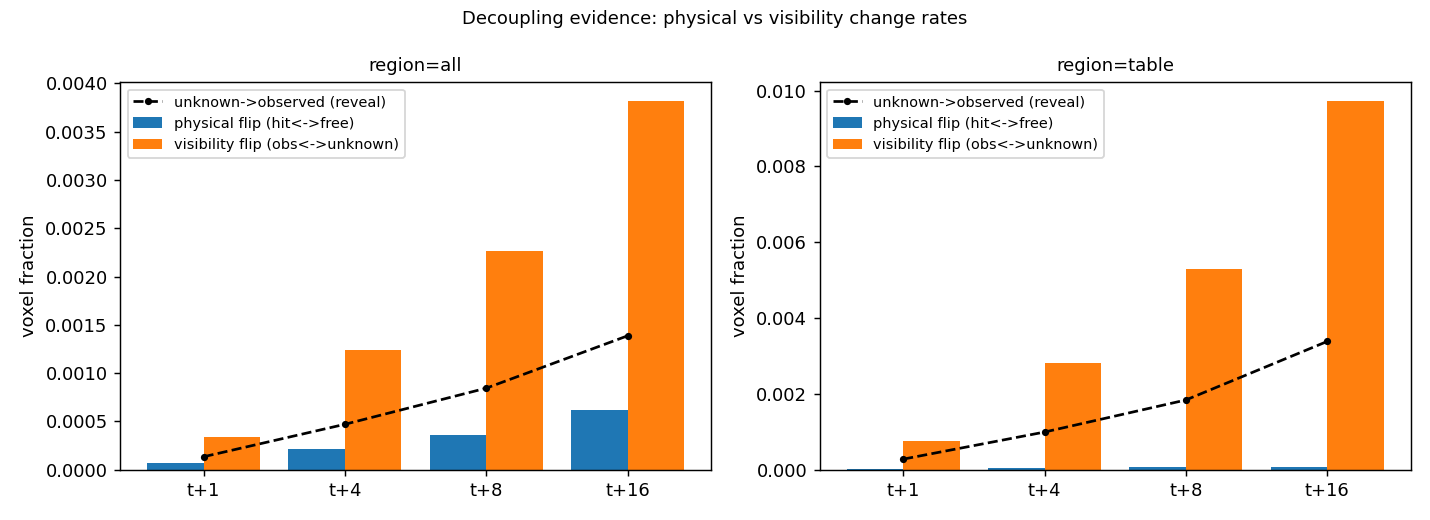 Decoupling evidence: physical vs visibility change rates
region=all
voxel fraction
0.0040
0.0035
0.0030
0.0025
0.0020
0.0015
0.0010
0.0005
0.0000
unknown->observed (reveal)
physical flip (hit<->free)
visibility flip (obs<->unknown)
t+1
t+4
t+8
t+16
region=table
voxel fraction
0.010
0.008
0.006
0.004
0.002
0.000
unknown->observed (reveal)
physical flip (hit<->free)
visibility flip (obs<->unknown)
t+1
t+4
t+8
t+16